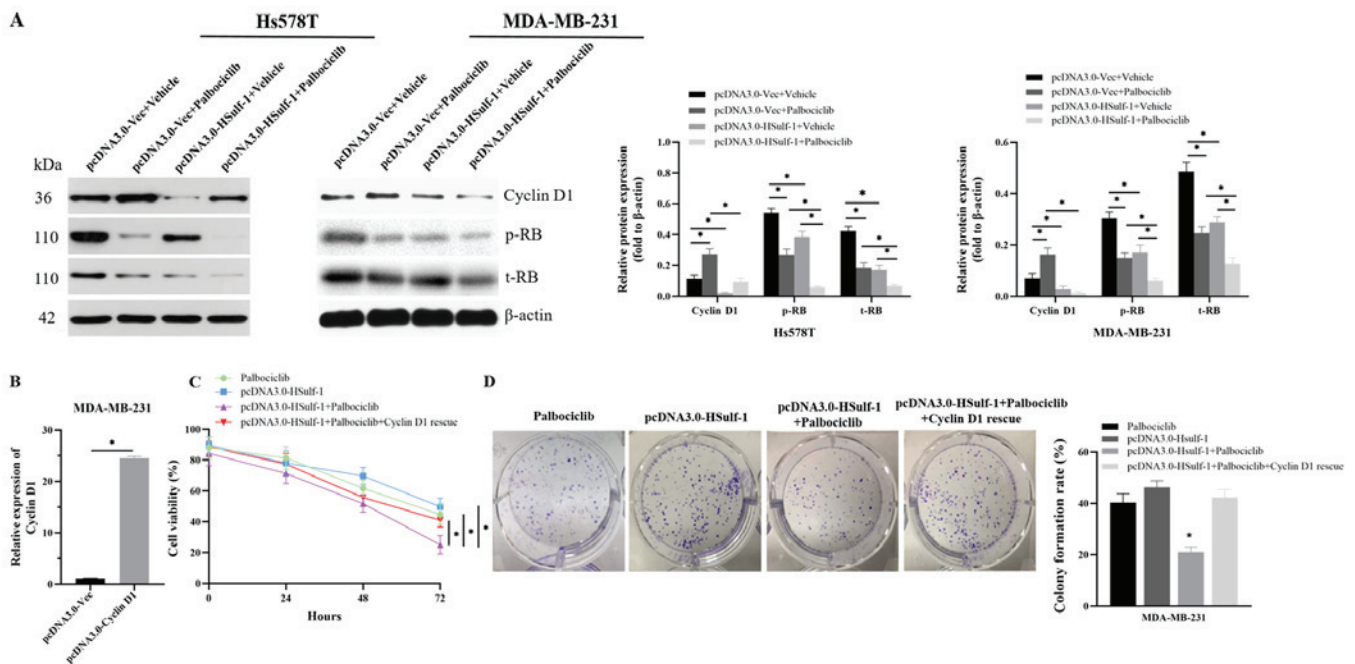 A
Hs578T
MDA-MB-231
pcDNA3.0-Vec+Vehicle
pcDNA3.0-Vec+Palbociclib
pcDNA3.0-HSulf-1+Vehicle
pcDNA3.0-HSulf-1+Palbociclib
pcDNA3.0-Vec+Vehicle
pcDNA3.0-Vec+Palbociclib
pcDNA3.0-HSulf-1+Vehicle
pcDNA3.0-HSulf-1+Palbociclib
kDa
36
110
110
42
Cyclin D1
p-RB
t-RB
β-actin
pcDNA3.0-Vec+Vehicle
pcDNA3.0-Vec+Palbociclib
pcDNA3.0-HSulf-1+Vehicle
pcDNA3.0-HSulf-1+Palbociclib
Relative protein expression
(fold to β-actin)
1.0
0.8
0.6
0.4
0.2
0.0
* * * * * * * * * * *
Cyclin D1 p-RB t-RB
Hs578T
pcDNA3.0-Vec+Vehicle
pcDNA3.0-Vec+Palbociclib
pcDNA3.0-HSulf-1+Vehicle
pcDNA3.0-HSulf-1+Palbociclib
Relative protein expression
(fold to β-actin)
0.6
0.4
0.2
0.0
* * * * * * * * * * *
Cyclin D1 p-RB t-RB
MDA-MB-231
B
MDA-MB-231
Relative expression of
Cyclin D1
30
20
10
0
*
pcDNA3.0-Vec
pcDNA3.0-Cyclin D1
C
Palbociclib
pcDNA3.0-HSulf-1
pcDNA3.0-HSulf-1+Palbociclib
pcDNA3.0-HSulf-1+Palbociclib+Cyclin D1 rescue
Cell viability (%)
100
80
60
40
20
0
* * *
0 24 48 72
Hours
D
Palbociclib
pcDNA3.0-HSulf-1
pcDNA3.0-HSulf-1
+Palbociclib
pcDNA3.0-HSulf-1+Palbociclib
+Cyclin D1 rescue
Palbociclib
pcDNA3.0-Hsulf-1
pcDNA3.0-Hsulf-1+Palbociclib
pcDNA3.0-HSulf-1+Palbociclib+Cyclin D1 rescue
Colony formation rate (%)
60
40
20
0
*
MDA-MB-231